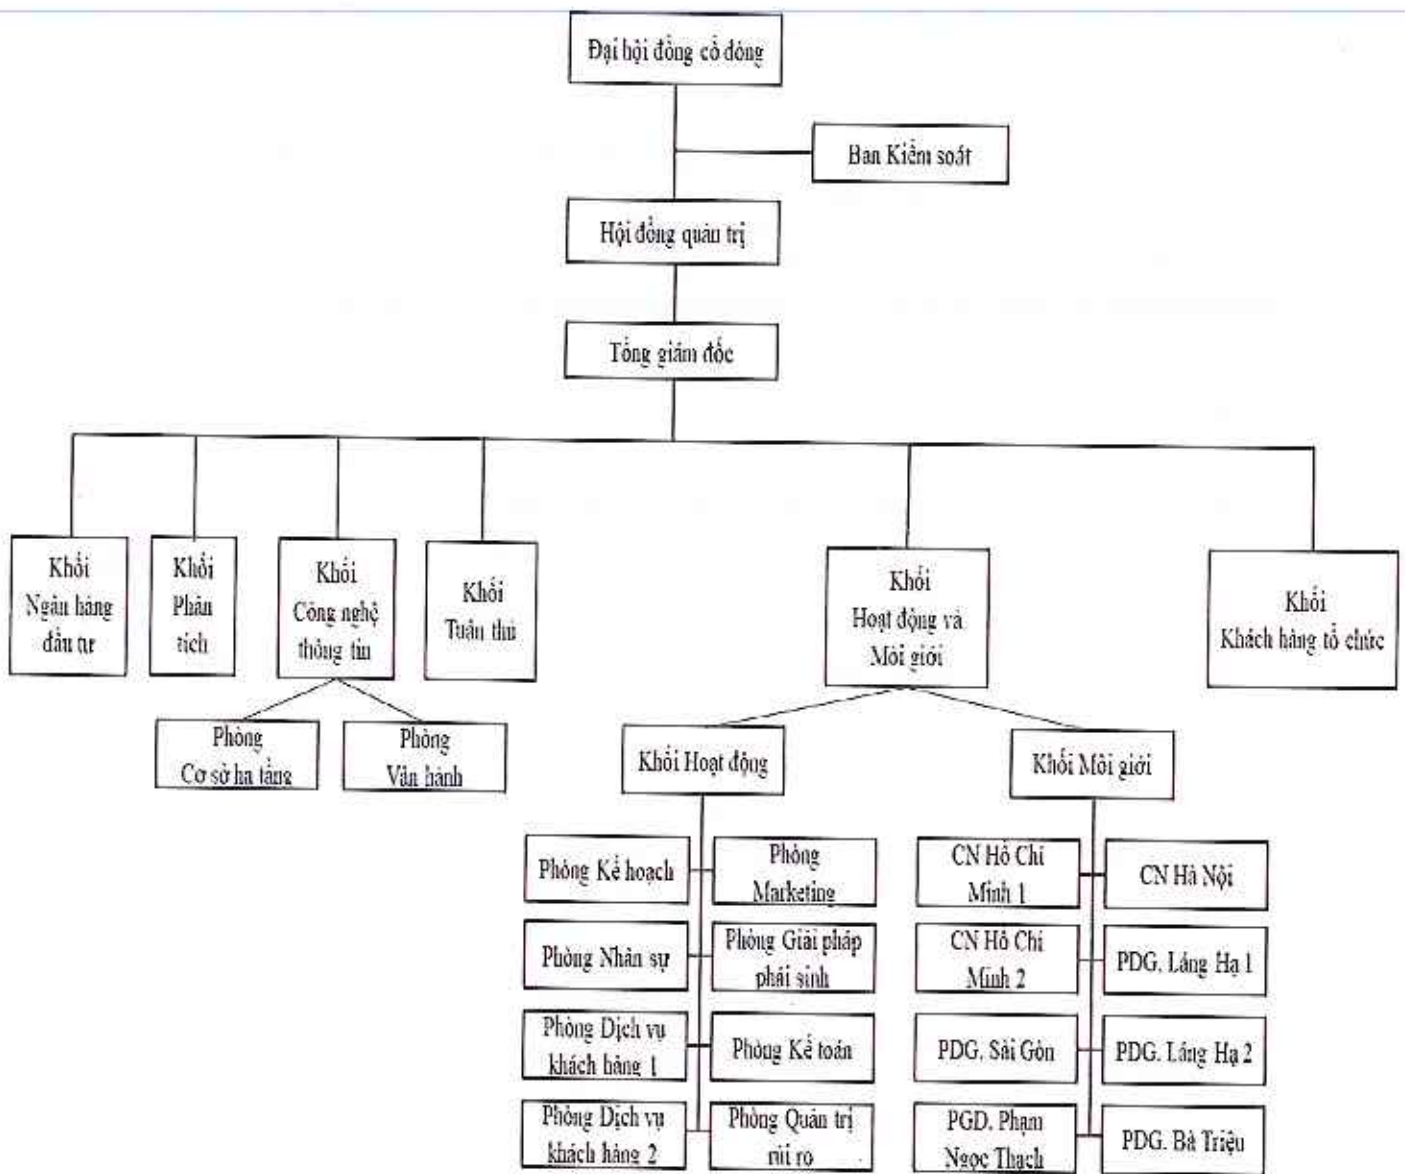 Đại hội đồng cổ đông
Ban Kiểm soát
Hội đồng quản trị
Tổng giám đốc
Khối
Ngân hàng
đầu tư
Khối
Phân
tích
Khối
Công nghệ
thông tin
Khối
Tuân thủ
Khối
Hoạt động và
Môi giới
Khối
Khách hàng tổ chức
Phòng
Cơ sở hạ tầng
Phòng
Vận hành
Khối Hoạt động
Khối Môi giới
Phòng Kế hoạch
Phòng
Marketing
CN Hồ Chí
Minh 1
CN Hà Nội
Phòng Nhân sự
Phòng Giải pháp
phái sinh
CN Hồ Chí
Minh 2
PDG. Láng Hạ 1
Phòng Dịch vụ
khách hàng 1
Phòng Kế toán
PDG. Sài Gòn
PDG. Láng Hạ 2
Phòng Dịch vụ
khách hàng 2
Phòng Quản trị
rủi ro
PGD. Phạm
Ngọc Thạch
PDG. Bà Triệu